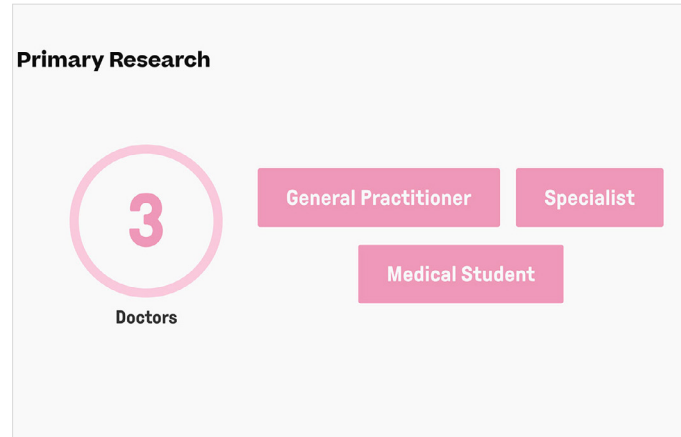 Primary Research
3
Doctors
General Practitioner
Specialist
Medical Student